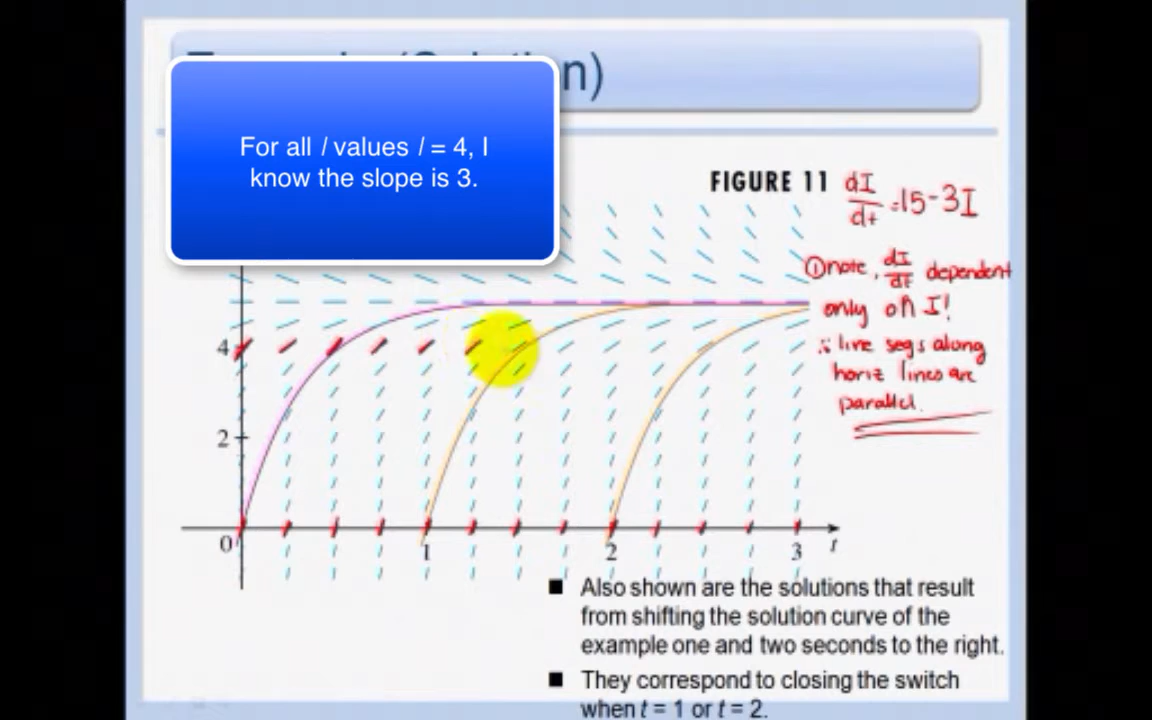 n)
For all I values I = 4, I
know the slope is 3.
FIGURE 11
dI/dt = 15-3I
① note, dI/dt dependent
only on I!
∴ line segs along
horiz lines are
parallel.
4
2
0
1
2
3
t
■ Also shown are the solutions that result
from shifting the solution curve of the
example one and two seconds to the right.
■ They correspond to closing the switch
when t = 1 or t = 2.